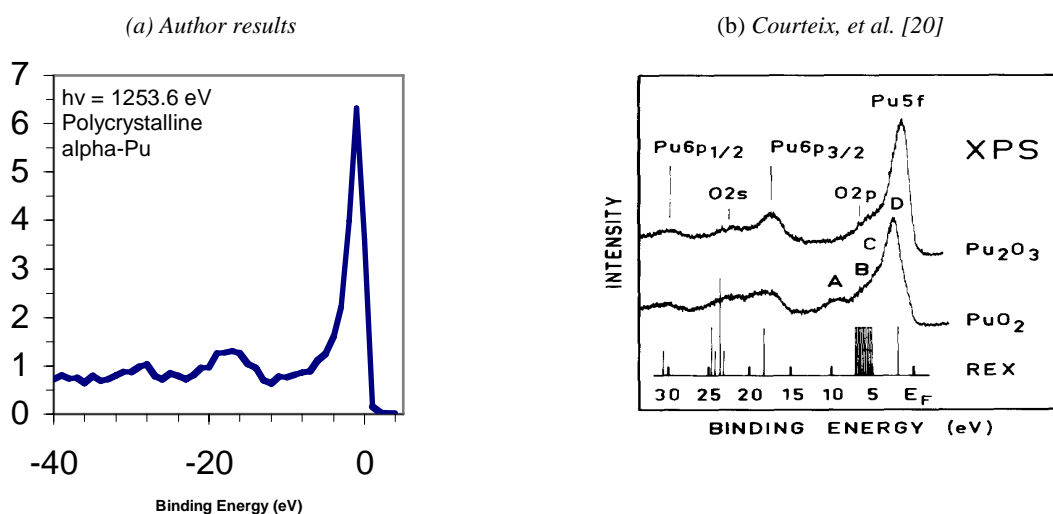 (a) Author results
7
6
5
4
3
2
1
0
hν = 1253.6 eV
Polycrystalline
alpha-Pu
-40 -20 0
Binding Energy (eV)
(b) Courteix, et al. [20]
Pu5f
XPS
Pu6p1/2 Pu6p3/2
O2s O2p D
C
B
A
Pu2O3
PuO2
REX
INTENSITY
30 25 20 15 10 5 EF
BINDING ENERGY (eV)